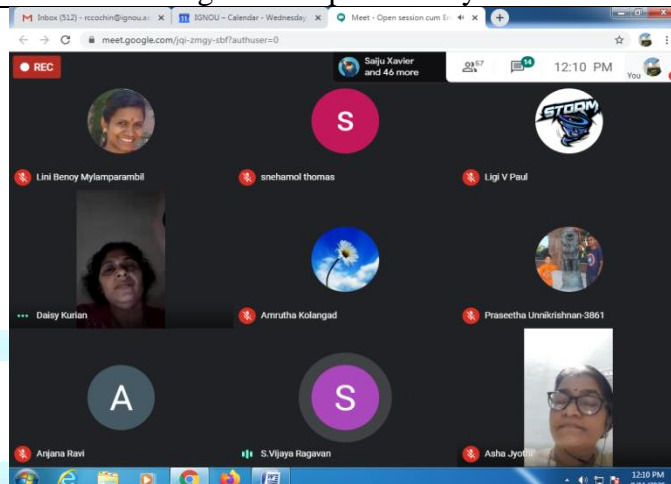 Inbox (512) - rccochin@ignou.ac
IGNOU - Calendar - Wednesday
Meet - Open session cum
meet.google.com/jqi-zmgy-sbf?authuser=0
REC
Saiju Xavier
and 46 more
57
14
12:10 PM
You
S
STORM
Lini Benoy Mylamparambil
snehamol thomas
Ligi V Paul
Daisy Kurian
Amrutha Kolangad
Praseetha Unnikrishnan-3861
A
S
Anjana Ravi
S.Vijaya Ragavan
Asha Jyothi
12:10 PM